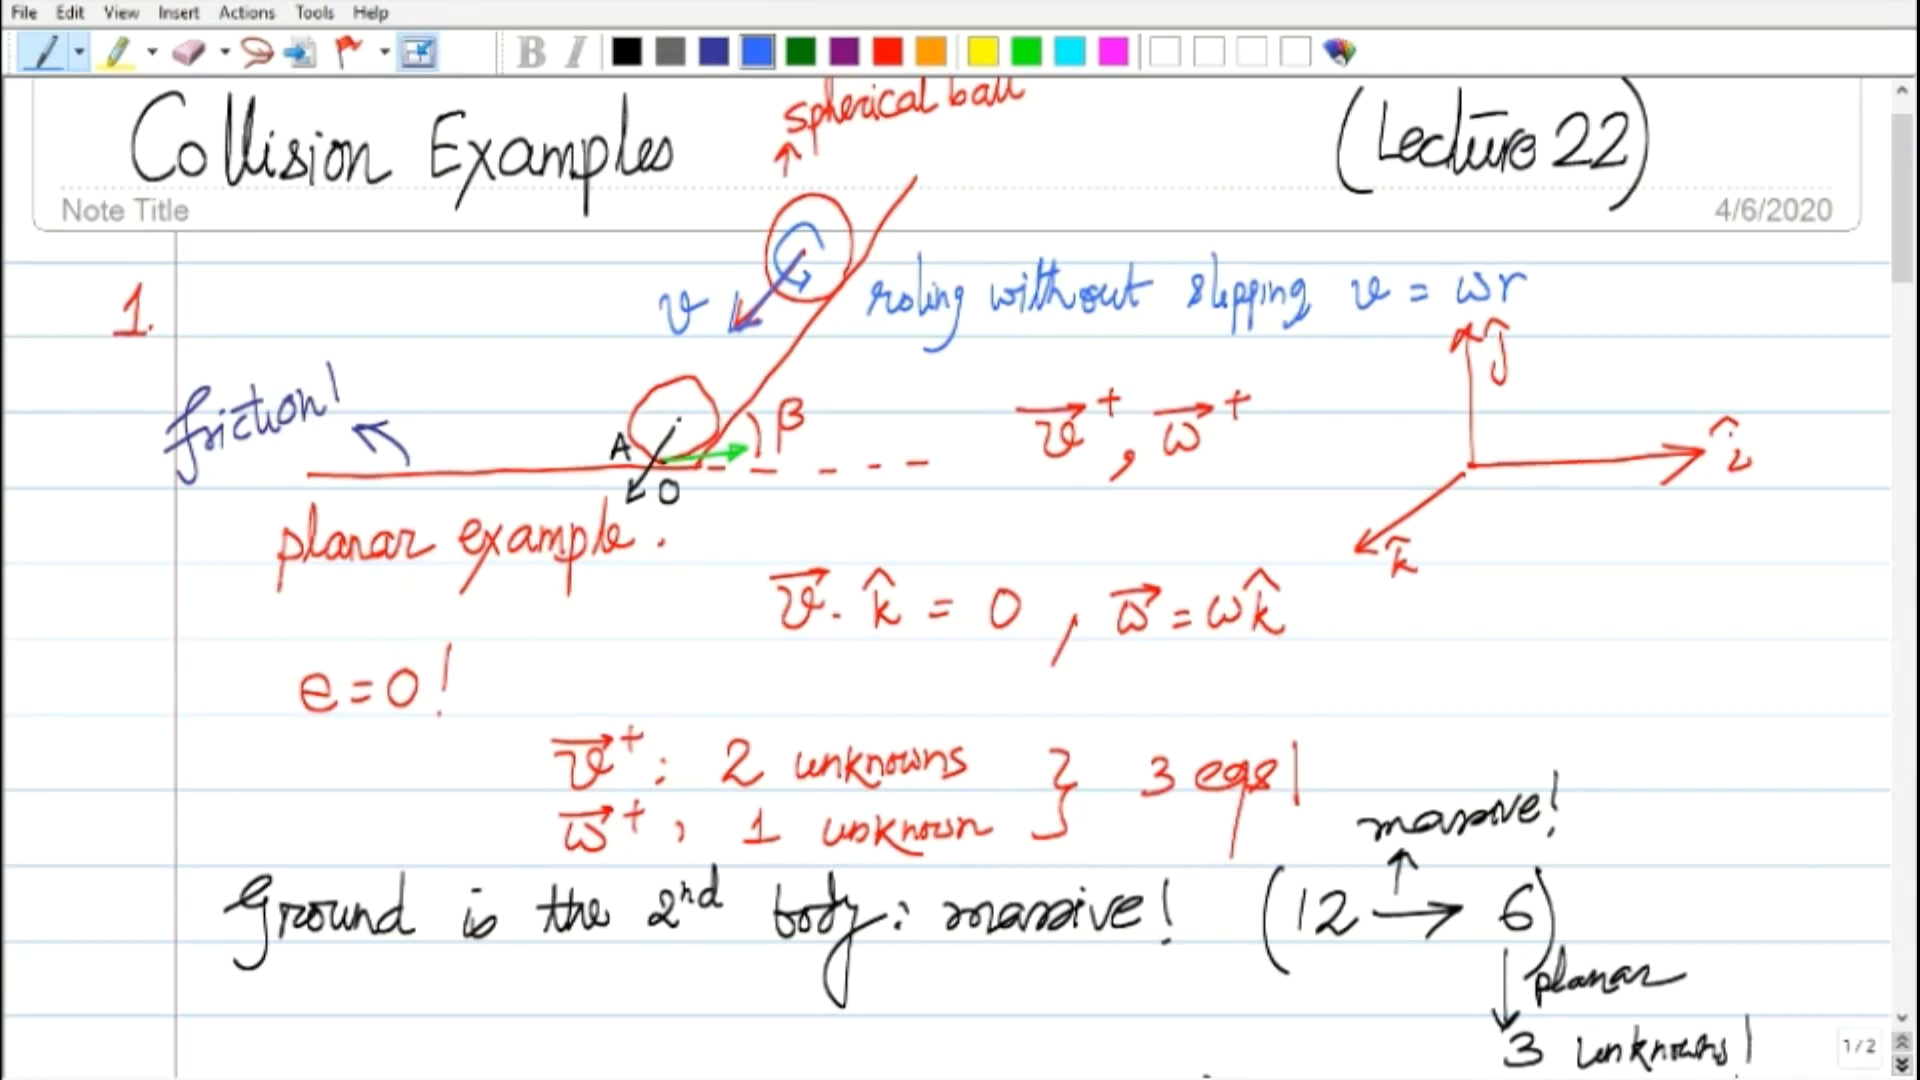 File Edit View Insert Actions Tools Help
B I
spherical ball
Collision Examples
(Lecture 22)
Note Title
4/6/2020
1.
v
roling without slipping v = ωr
ĵ
friction!
A
β
v⃗⁺, ω⃗⁺
î
O
planar example.
k̂
v⃗ . k̂ = 0 , ω⃗ = ωk̂
e = 0 !
v⃗⁺ : 2 unknowns } 3 eqs!
ω⃗⁺ , 1 unknown
massive!
Ground is the 2nd body: massive! (12 → 6)
planar
3 unknowns!
1/2